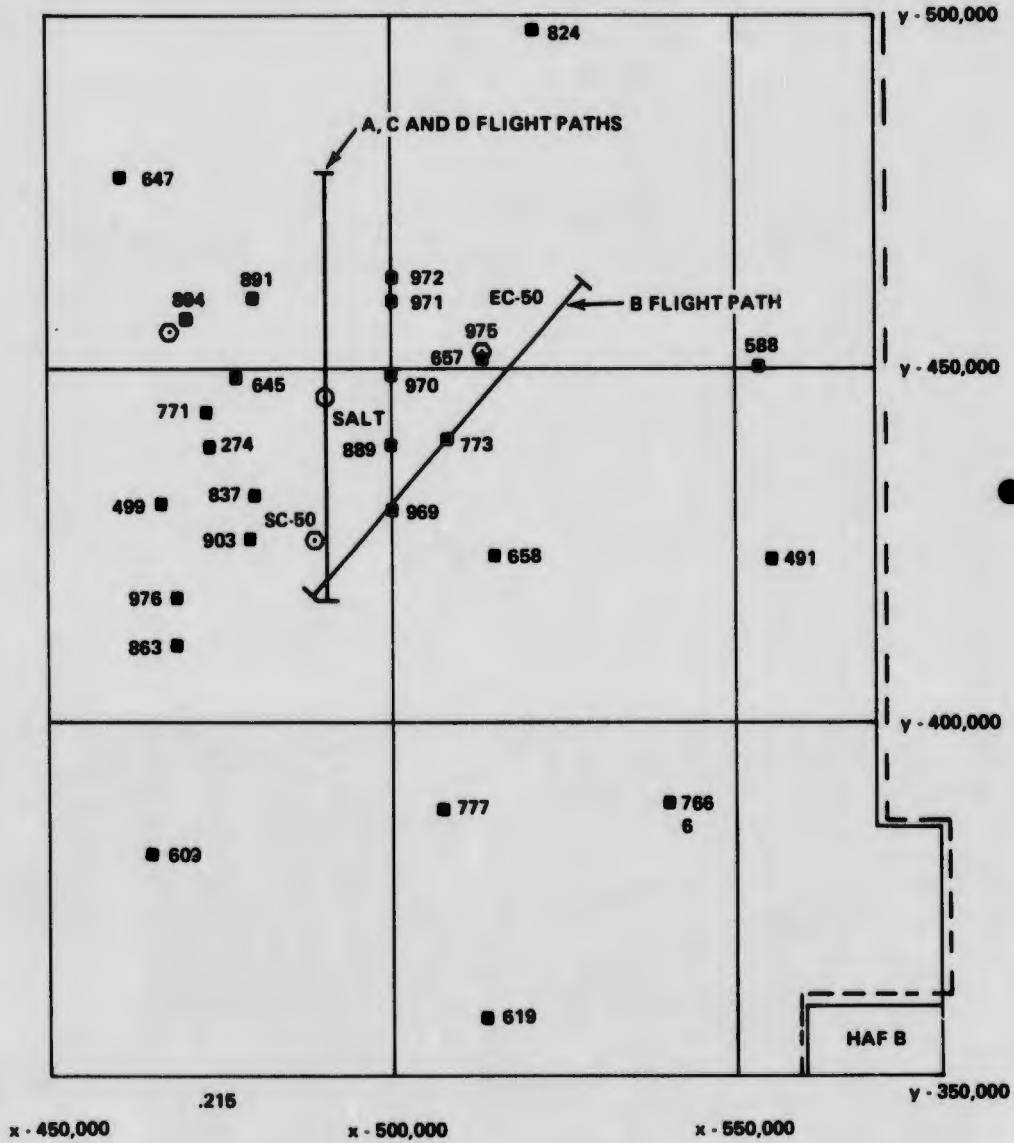 y - 500,000
824
A, C AND D FLIGHT PATHS
647
972
891
EC-50
971
B FLIGHT PATH
894
975
657
588
y - 450,000
645
970
771
SALT
889
773
274
837
499
SC-50
969
903
658
491
976
863
y - 400,000
777
766
6
603
619
HAF B
y - 350,000
.215
x - 450,000
x - 500,000
x - 550,000